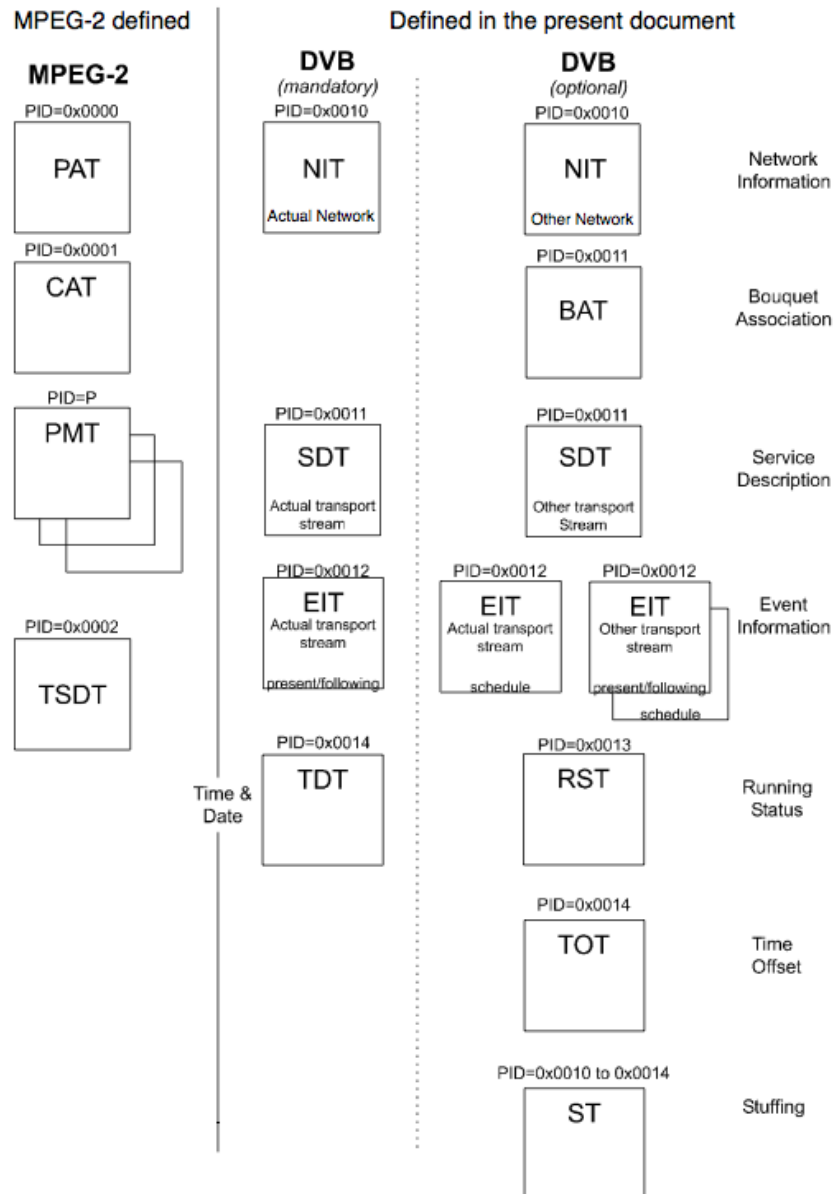 MPEG-2 defined
Defined in the present document
MPEG-2
DVB
(mandatory)
DVB
(optional)
PID=0x0000
PAT
PID=0x0010
NIT
Actual Network
PID=0x0010
NIT
Other Network
Network
Information
PID=0x0001
CAT
PID=0x0011
BAT
Bouquet
Association
PID=P
PMT
PID=0x0011
SDT
Actual transport
stream
PID=0x0011
SDT
Other transport
Stream
Service
Description
PID=0x0012
EIT
Actual transport
stream
present/following
PID=0x0012
EIT
Actual transport
stream
schedule
PID=0x0012
EIT
Other transport
stream
present/following
schedule
Event
Information
PID=0x0002
TSDT
Time &
Date
PID=0x0014
TDT
PID=0x0013
RST
Running
Status
PID=0x0014
TOT
Time
Offset
PID=0x0010 to 0x0014
ST
Stuffing